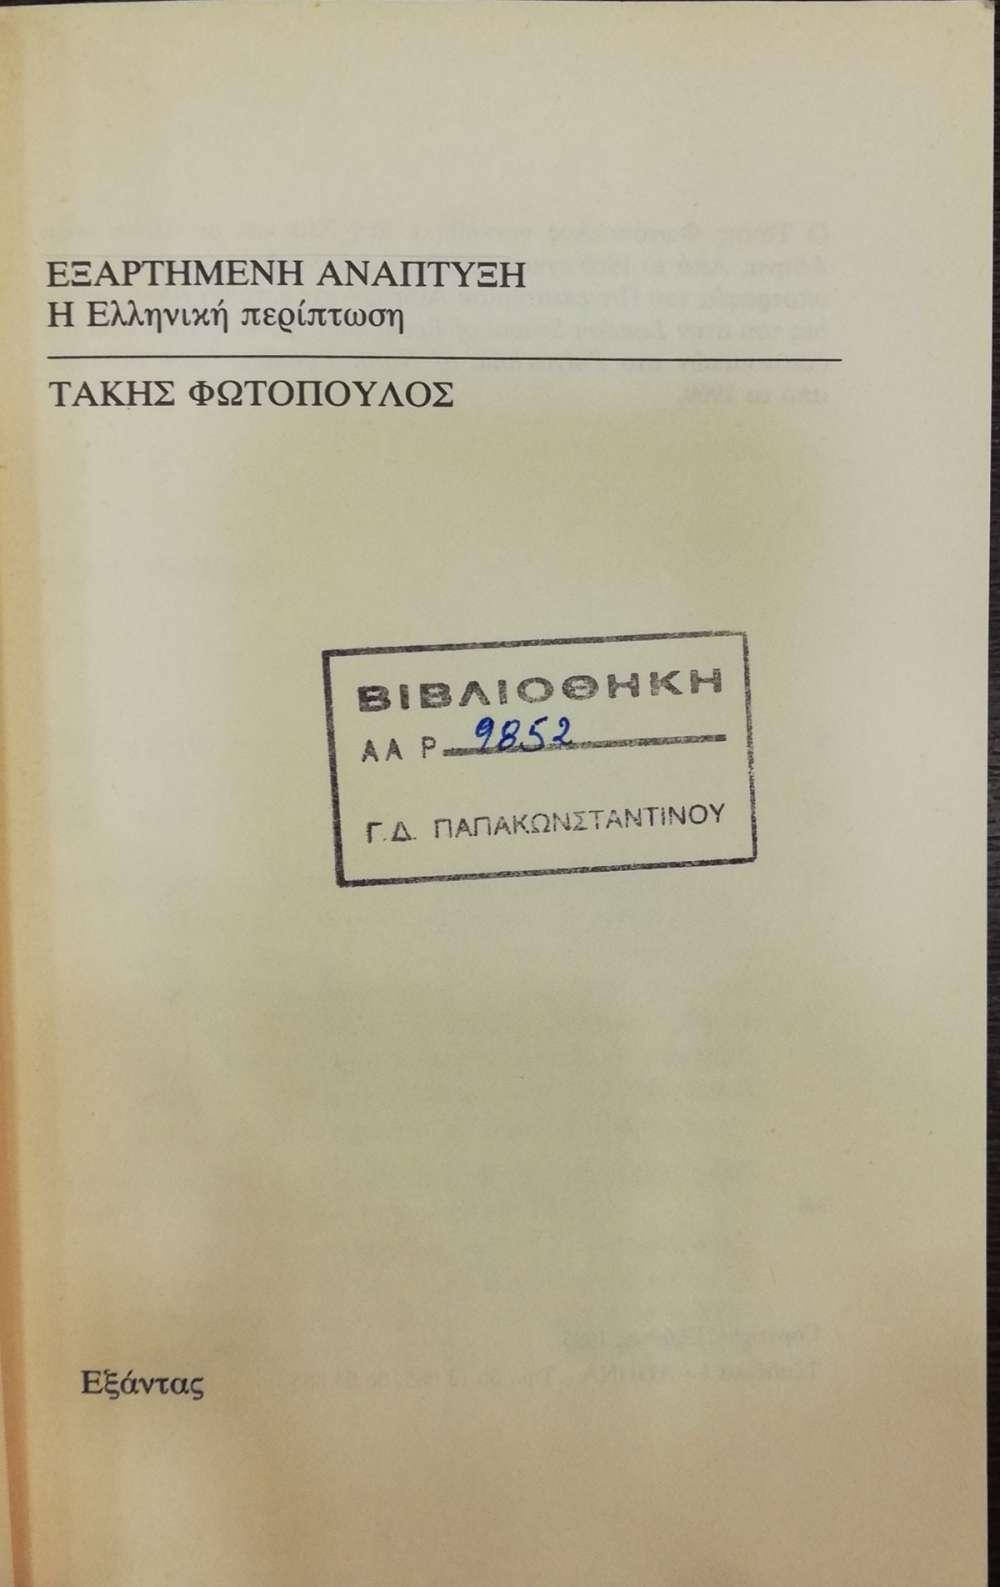 ΕΞΑΡΤΗΜΕΝΗ ΑΝΑΠΤΥΞΗ
Η Ελληνική περίπτωση
ΤΑΚΗΣ ΦΩΤΟΠΟΥΛΟΣ
ΒΙΒΛΙΟΘΗΚΗ
ΑΑ Ρ 9852
Γ.Δ. ΠΑΠΑΚΩΝΣΤΑΝΤΙΝΟΥ
Εξάντας